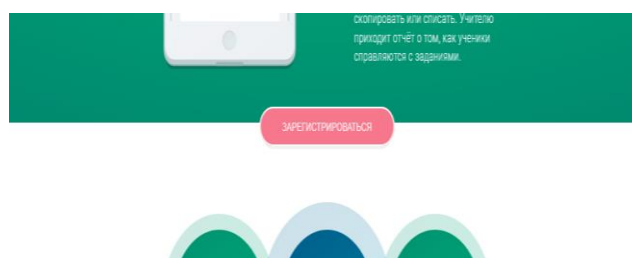 скопировать или списать. Учителю
приходит отчёт о том, как ученики
справляются с заданиями.
ЗАРЕГИСТРИРОВАТЬСЯ